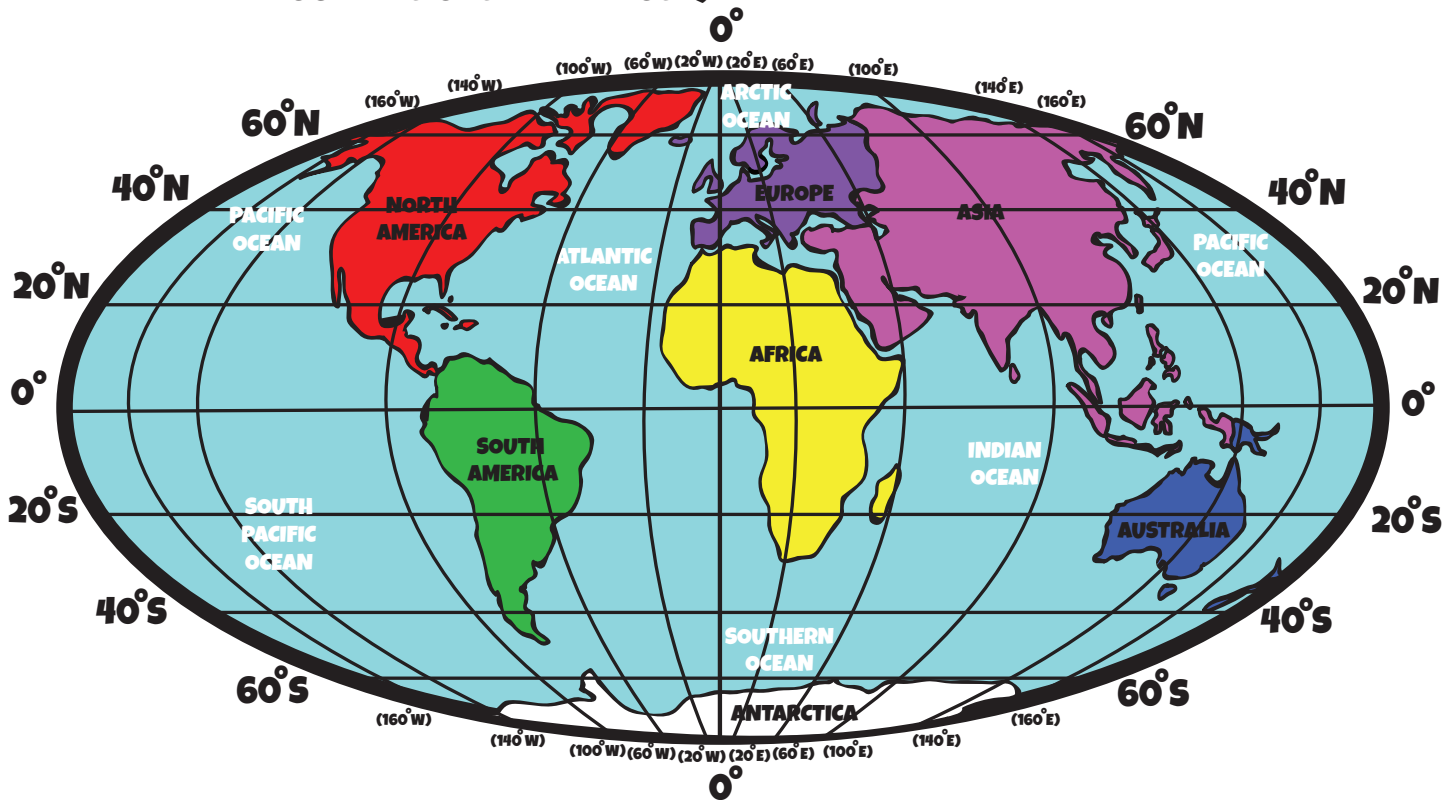 0°
(160°W) (140°W) (100°W) (60°W) (20°W) (20°E) (60°E) (100°E) (140°E) (160°E)
ARCTIC
OCEAN
60°N 60°N
40°N 40°N
EUROPE
NORTH
AMERICA
ASIA
PACIFIC
OCEAN
ATLANTIC
OCEAN
PACIFIC
OCEAN
20°N 20°N
AFRICA
0° 0°
SOUTH
AMERICA
INDIAN
OCEAN
20°S 20°S
SOUTH
PACIFIC
OCEAN
AUSTRALIA
40°S 40°S
SOUTHERN
OCEAN
60°S 60°S
ANTARCTICA
(160°W) (140°W) (100°W) (60°W) (20°W) (20°E) (60°E) (100°E) (140°E) (160°E)
0°